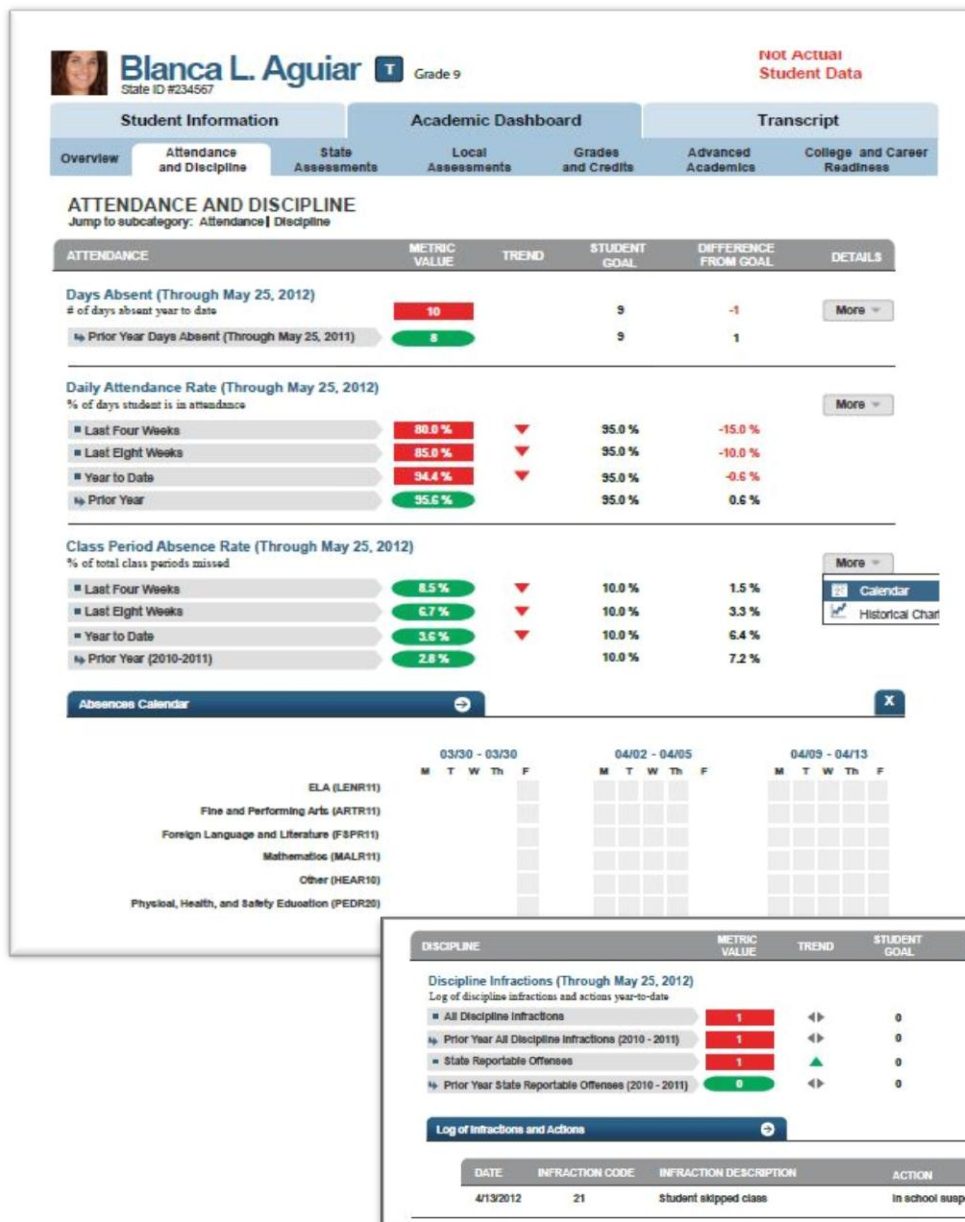 Not Actual
Student Data
Blanca L. Aguiar T Grade 9
State ID #234567
Student Information Academic Dashboard Transcript
Overview Attendance and Discipline State Assessments Local Assessments Grades and Credits Advanced Academics College and Career Readiness
ATTENDANCE AND DISCIPLINE
Jump to subcategory: Attendance | Discipline
ATTENDANCE METRIC VALUE TREND STUDENT GOAL DIFFERENCE FROM GOAL DETAILS
Days Absent (Through May 25, 2012)
# of days absent year to date 10 9 -1 More
Prior Year Days Absent (Through May 25, 2011) 8 9 1
Daily Attendance Rate (Through May 25, 2012)
% of days student is in attendance More
Last Four Weeks 80.0 % 95.0 % -15.0 %
Last Eight Weeks 85.0 % 95.0 % -10.0 %
Year to Date 94.4 % 95.0 % -0.6 %
Prior Year 95.6 % 95.0 % 0.6 %
Class Period Absence Rate (Through May 25, 2012)
% of total class periods missed More
Last Four Weeks 8.5 % 10.0 % 1.5 % Calendar
Last Eight Weeks 6.7 % 10.0 % 3.3 % Historical Char
Year to Date 3.6 % 10.0 % 6.4 %
Prior Year (2010-2011) 2.8 % 10.0 % 7.2 %
Absences Calendar X
03/30 - 03/30 04/02 - 04/05 04/09 - 04/13
M T W Th F M T W Th F M T W Th F
ELA (LENR11)
Fine and Performing Arts (ARTR11)
Foreign Language and Literature (FSPR11)
Mathematics (MALR11)
Other (HEAR10)
Physical, Health, and Safety Education (PEDR20)
DISCIPLINE METRIC VALUE TREND STUDENT GOAL
Discipline Infractions (Through May 25, 2012)
Log of discipline infractions and actions year-to-date
All Discipline Infractions 1 0
Prior Year All Discipline Infractions (2010 - 2011) 1 0
State Reportable Offenses 1 0
Prior Year State Reportable Offenses (2010 - 2011) 0 0
Log of Infractions and Actions
DATE INFRACTION CODE INFRACTION DESCRIPTION ACTION
4/13/2012 21 Student skipped class In school susp